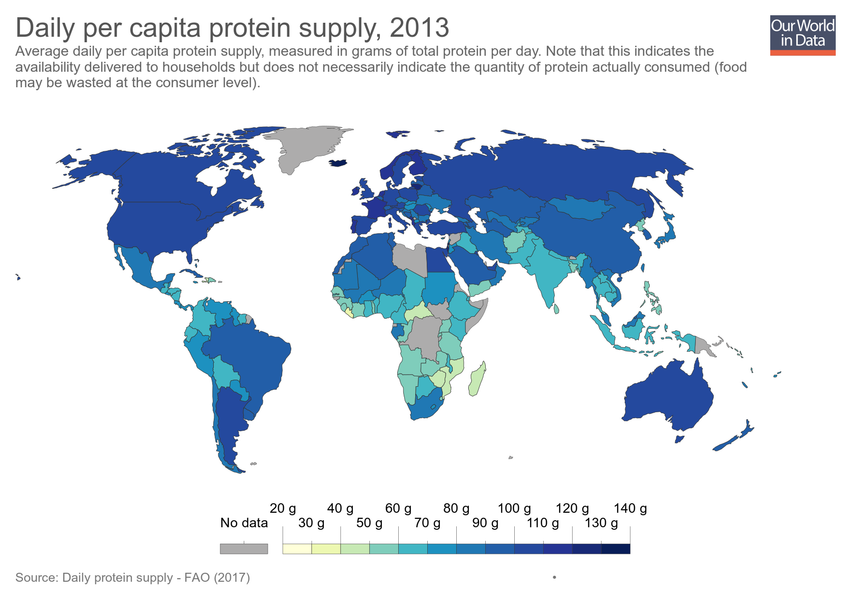 Daily per capita protein supply, 2013
Our World
in Data
Average daily per capita protein supply, measured in grams of total protein per day. Note that this indicates the
availability delivered to households but does not necessarily indicate the quantity of protein actually consumed (food
may be wasted at the consumer level).
20 g 40 g 60 g 80 g 100 g 120 g 140 g
No data 30 g 50 g 70 g 90 g 110 g 130 g
Source: Daily protein supply - FAO (2017)